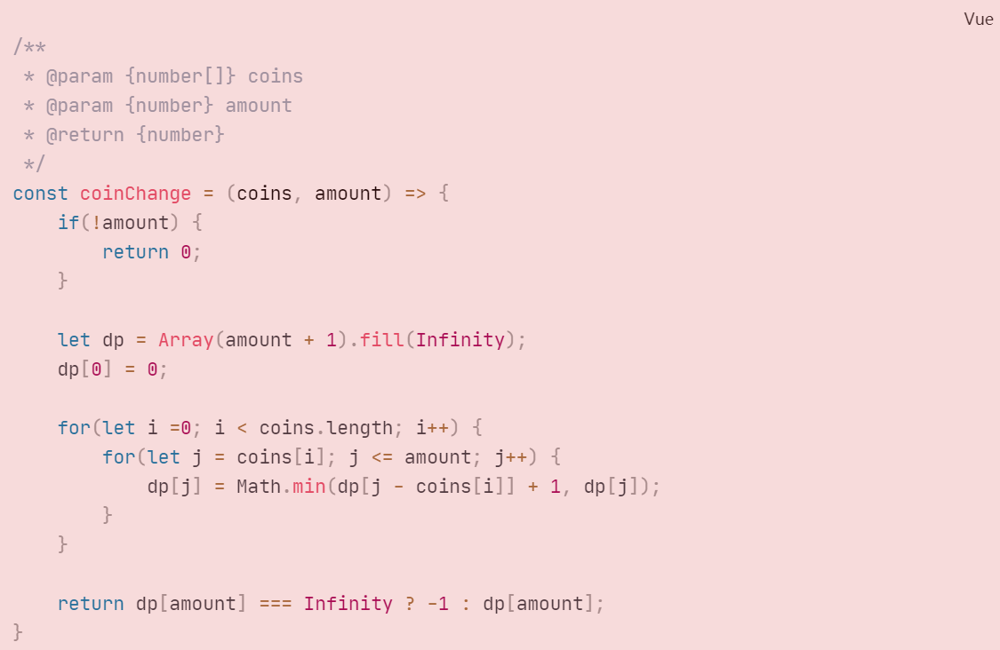 Vue
/**
 * @param {number[]} coins
 * @param {number} amount
 * @return {number}
 */
const coinChange = (coins, amount) => {
    if(!amount) {
        return 0;
    }

    let dp = Array(amount + 1).fill(Infinity);
    dp[0] = 0;

    for(let i =0; i < coins.length; i++) {
        for(let j = coins[i]; j <= amount; j++) {
            dp[j] = Math.min(dp[j - coins[i]] + 1, dp[j]);
        }
    }

    return dp[amount] === Infinity ? -1 : dp[amount];
}